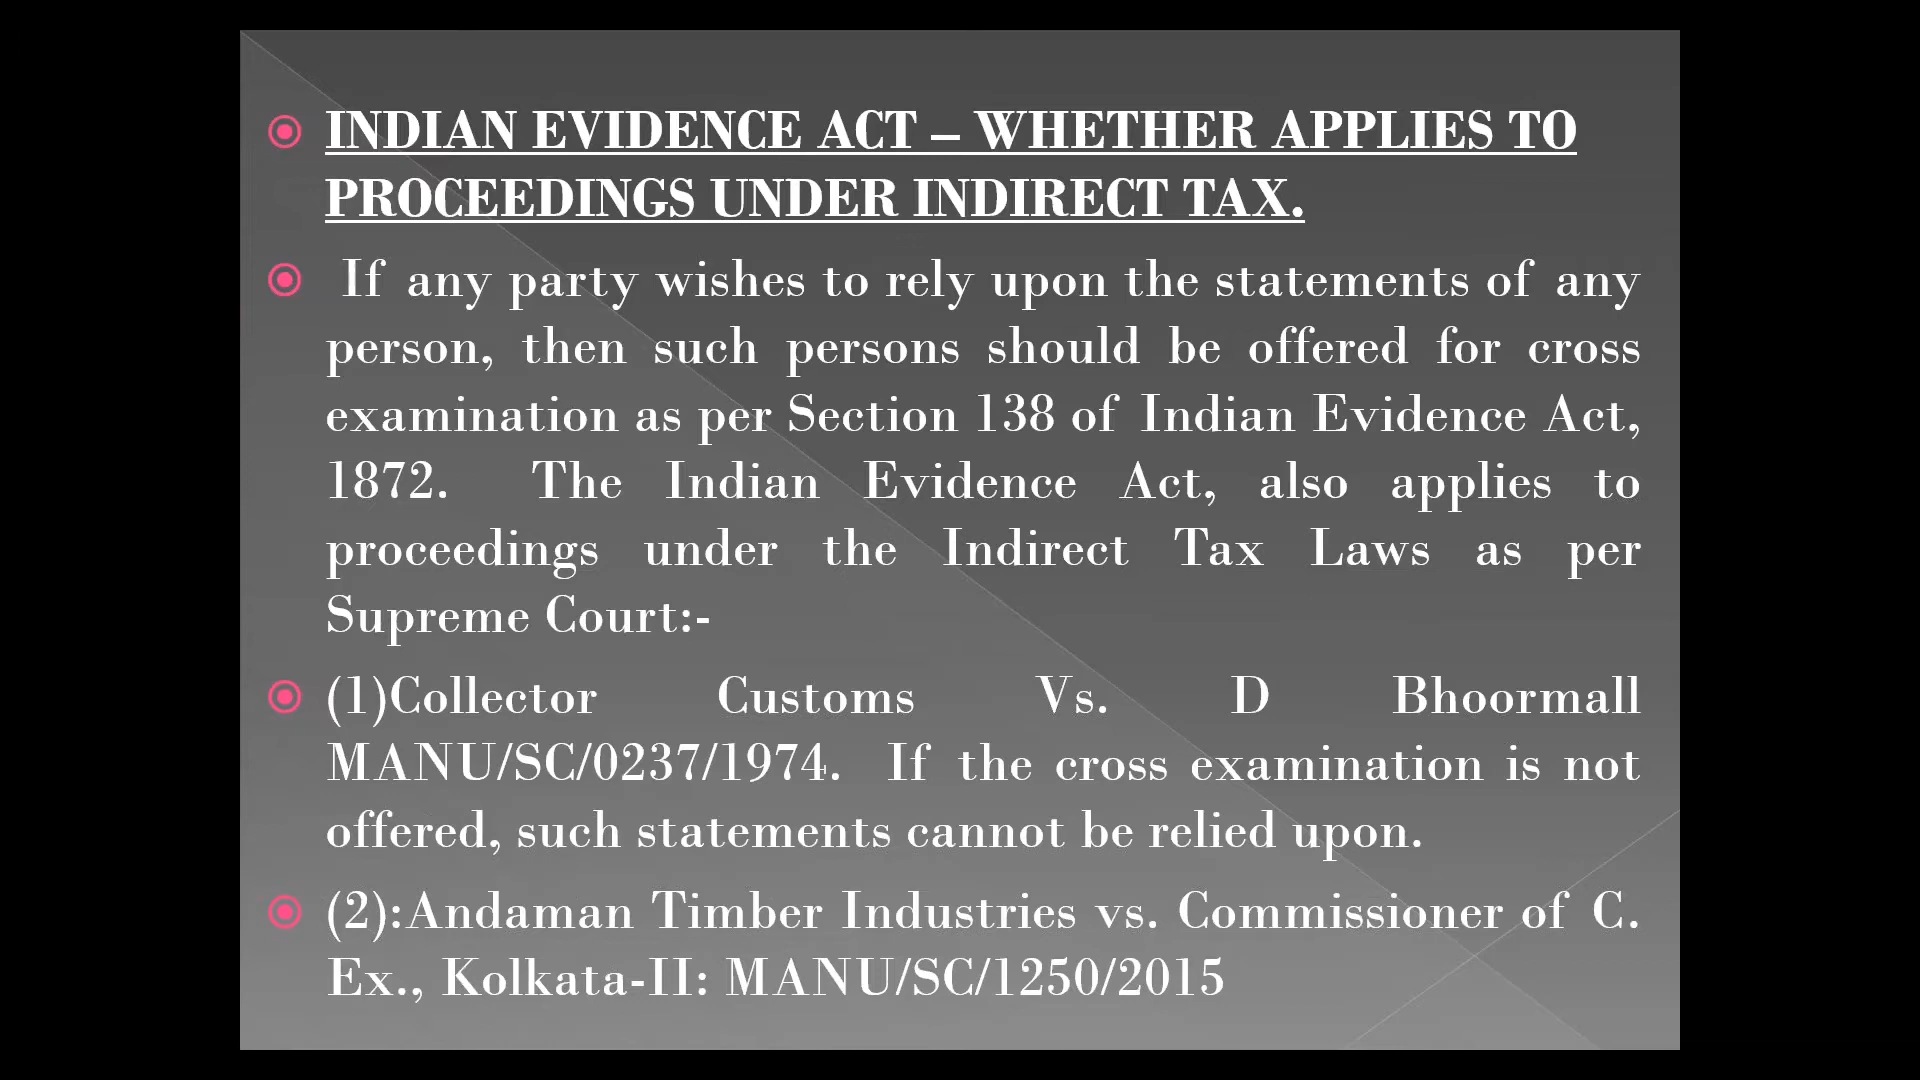 INDIAN EVIDENCE ACT – WHETHER APPLIES TO
PROCEEDINGS UNDER INDIRECT TAX.
If any party wishes to rely upon the statements of any
person, then such persons should be offered for cross
examination as per Section 138 of Indian Evidence Act,
1872. The Indian Evidence Act, also applies to
proceedings under the Indirect Tax Laws as per
Supreme Court:-
(1)Collector Customs Vs. D Bhoormall
MANU/SC/0237/1974. If the cross examination is not
offered, such statements cannot be relied upon.
(2):Andaman Timber Industries vs. Commissioner of C.
Ex., Kolkata-II: MANU/SC/1250/2015